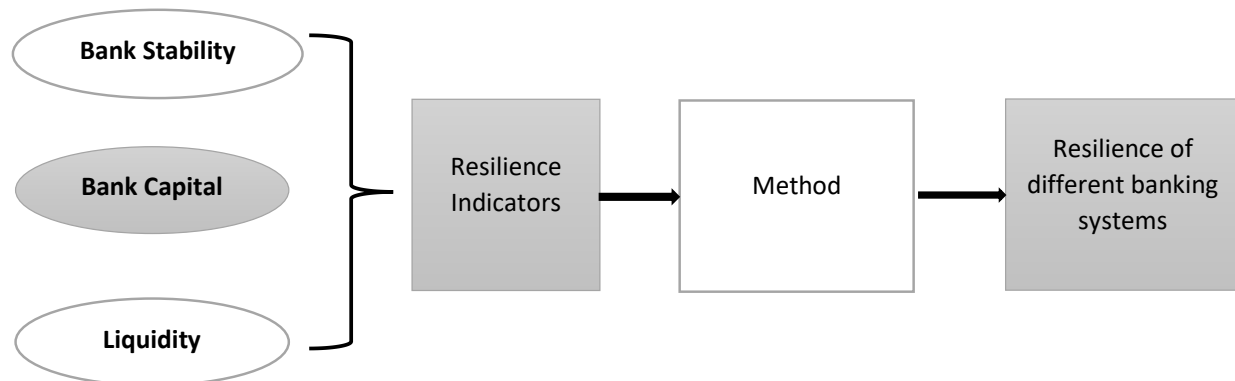 Bank Stability
Bank Capital
Liquidity
Resilience
Indicators
Method
Resilience of
different banking
systems